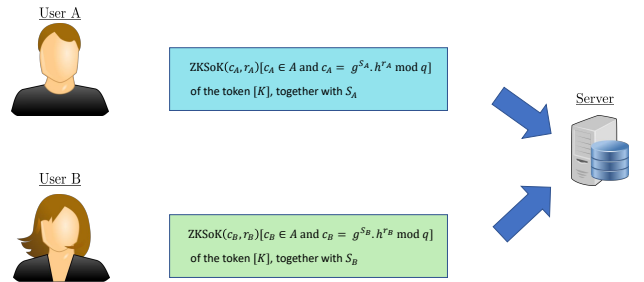 User A
ZKSoK(c_A, r_A)[c_A ∈ A and c_A = g^{S_A}. h^{r_A} mod q]
of the token [K], together with S_A
Server
User B
ZKSoK(c_B, r_B)[c_B ∈ A and c_B = g^{S_B}. h^{r_B} mod q]
of the token [K], together with S_B